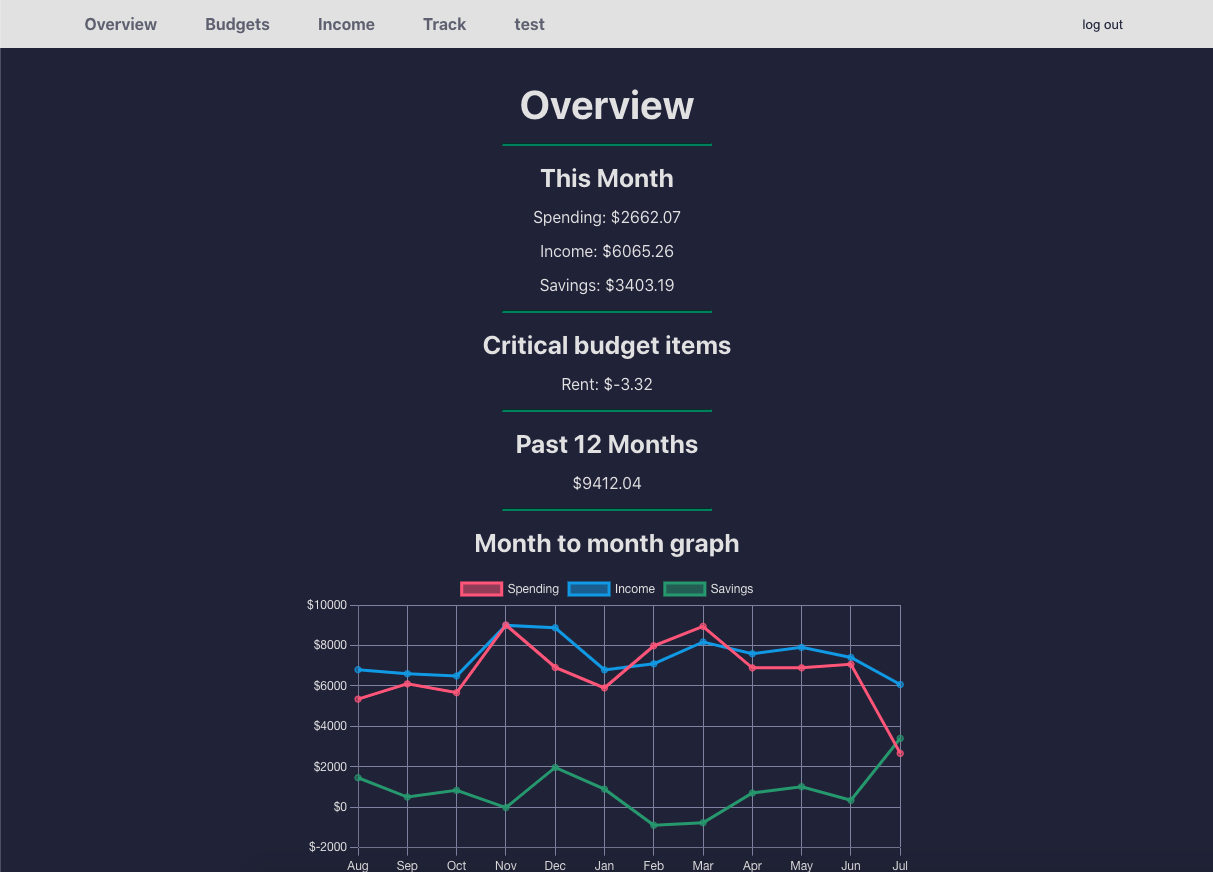 Overview Budgets Income Track test log out
Overview
This Month
Spending: $2662.07
Income: $6065.26
Savings: $3403.19
Critical budget items
Rent: $-3.32
Past 12 Months
$9412.04
Month to month graph
Spending Income Savings
$10000
$8000
$6000
$4000
$2000
$0
$-2000
Aug Sep Oct Nov Dec Jan Feb Mar Apr May Jun Jul